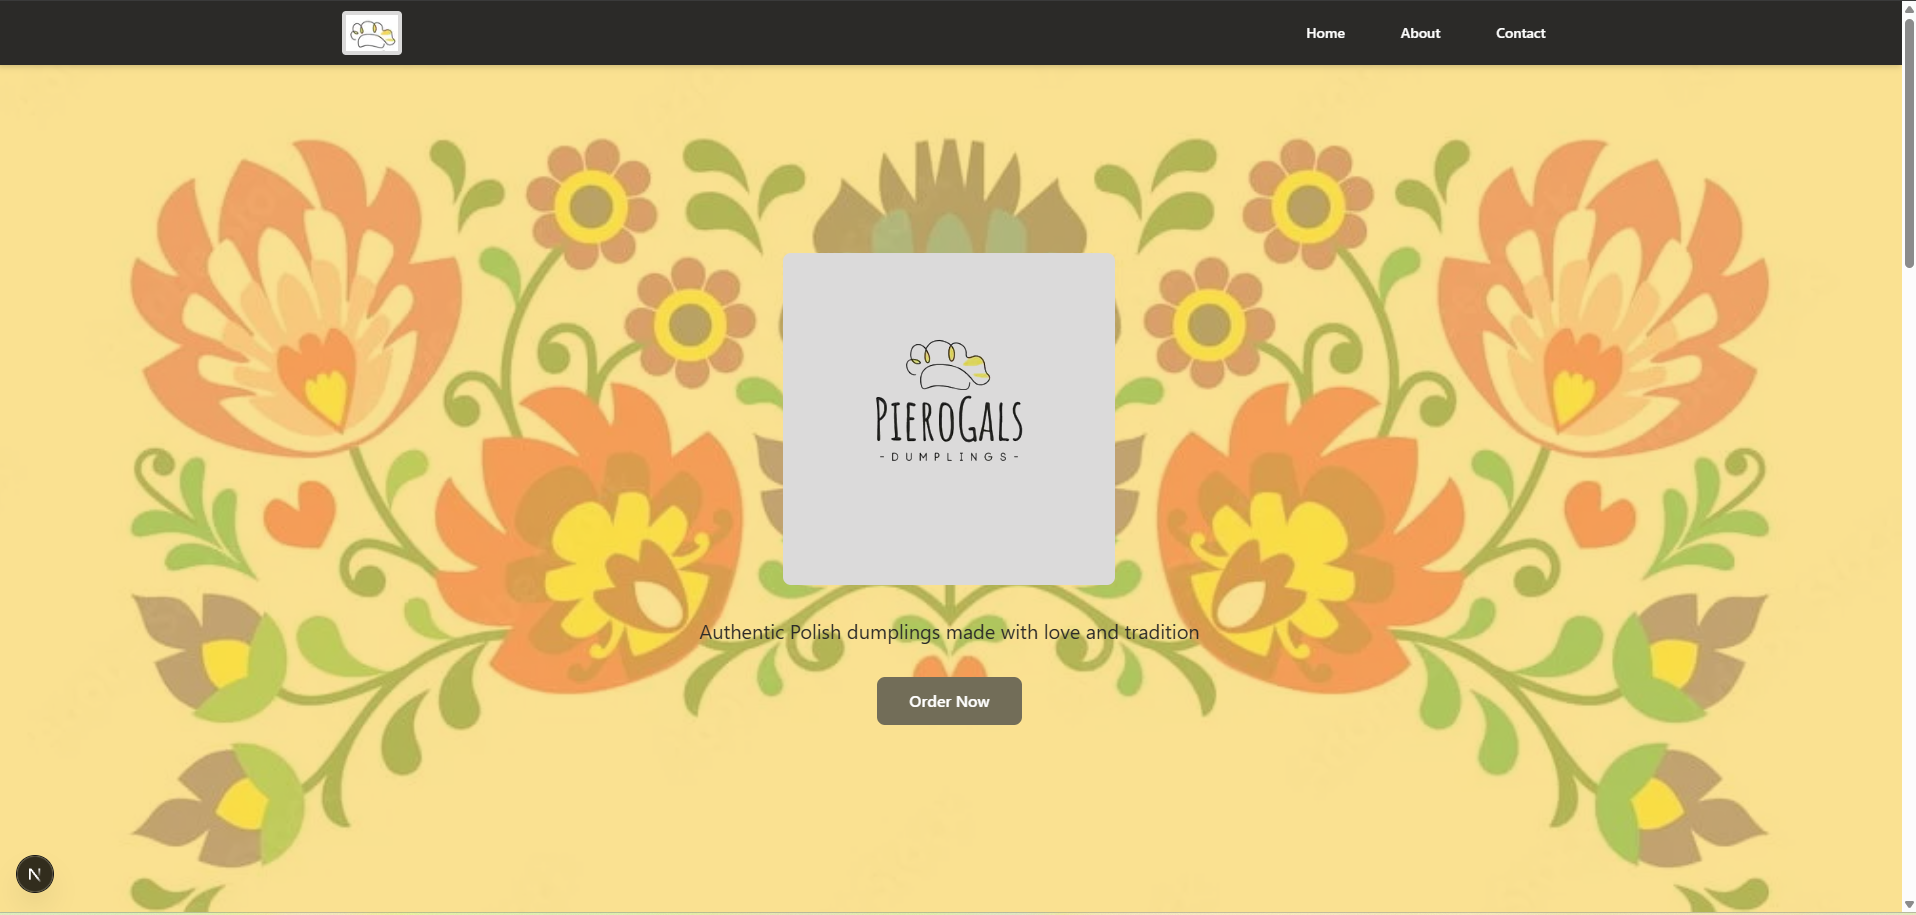 Home
About
Contact
PIEROGALS
-DUMPLINGS-
Authentic Polish dumplings made with love and tradition
Order Now
N